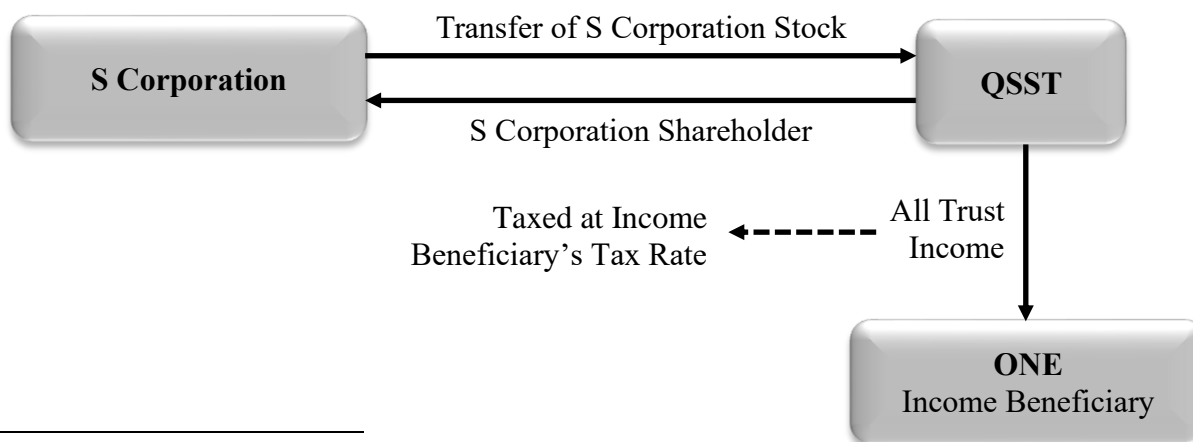 Transfer of S Corporation Stock
S Corporation
QSST
S Corporation Shareholder
Taxed at Income
Beneficiary’s Tax Rate
All Trust
Income
ONE
Income Beneficiary